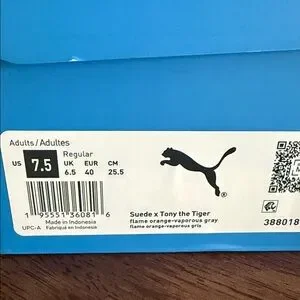 Adults/Adultes
Regular
US 7.5 UK EUR CM
6.5 40 25.5
1 95551 36081 6
Made in Indonesia
UPC-A Fabriqué en Indonésie
Suede x Tony the Tiger
flame orange-vaporous gray
flame orange-vaporous gris
®
388018